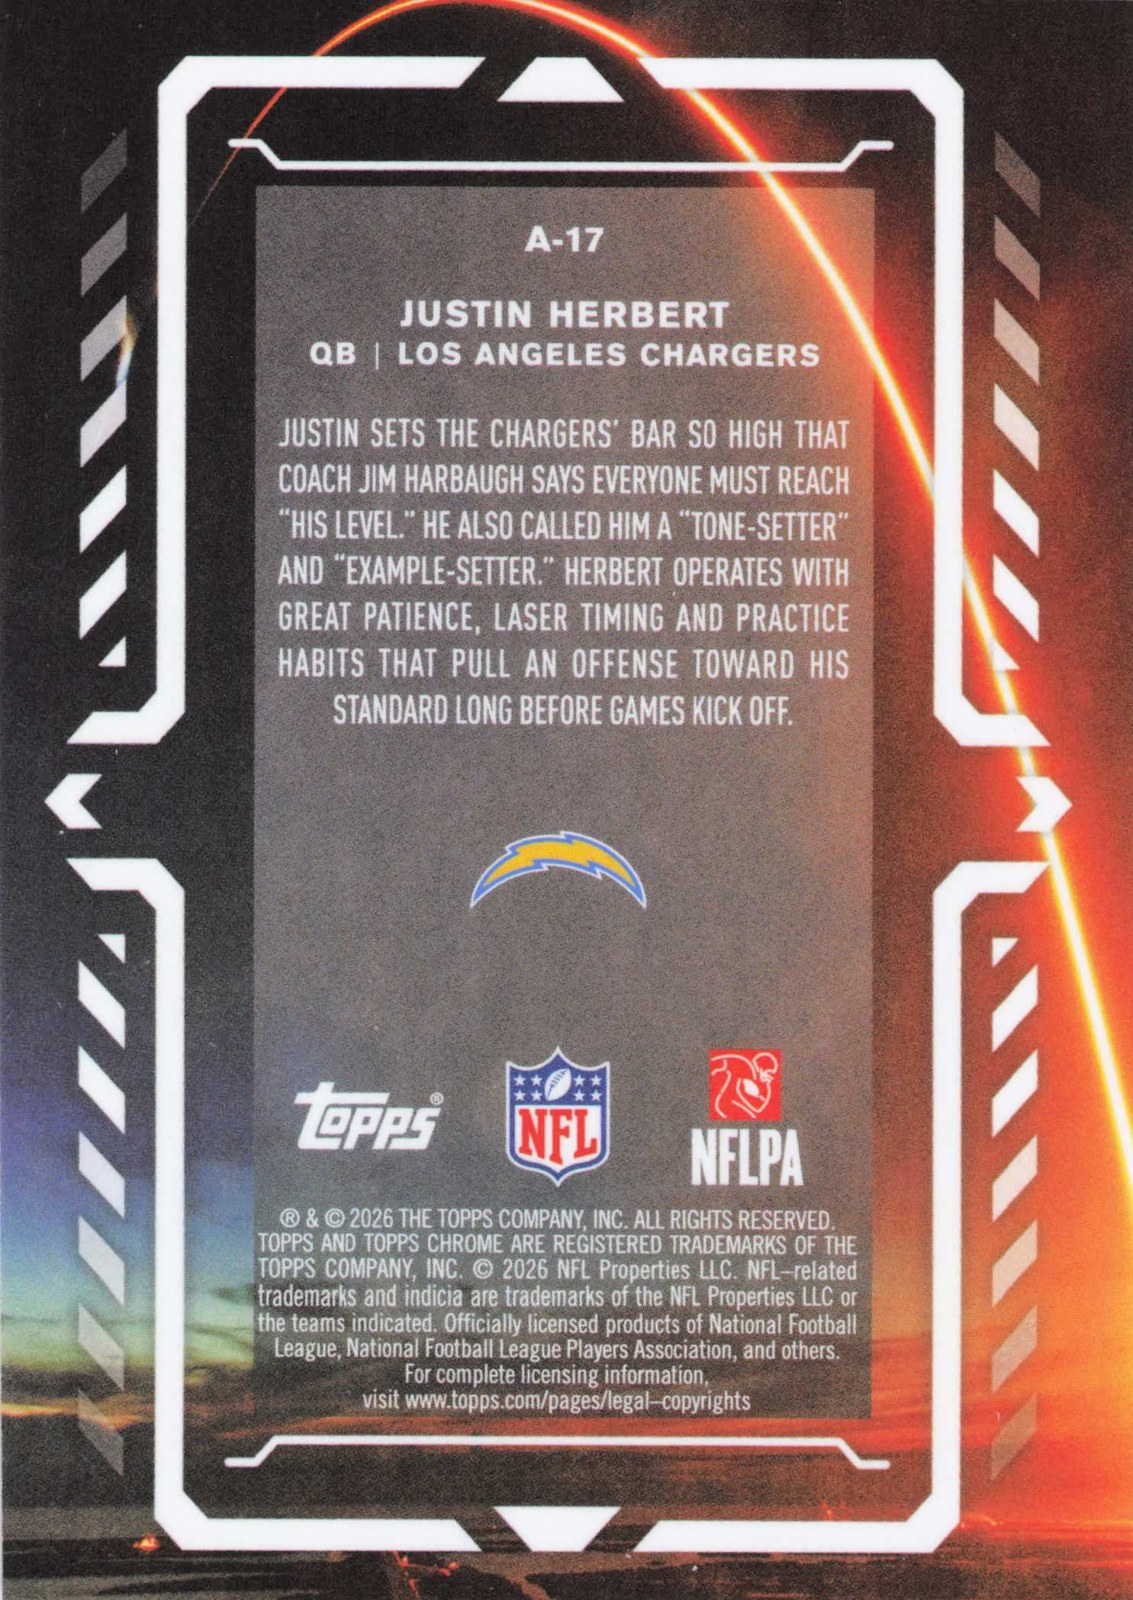 A-17
JUSTIN HERBERT
QB | LOS ANGELES CHARGERS
JUSTIN SETS THE CHARGERS' BAR SO HIGH THAT
COACH JIM HARBAUGH SAYS EVERYONE MUST REACH
"HIS LEVEL." HE ALSO CALLED HIM A "TONE-SETTER"
AND "EXAMPLE-SETTER." HERBERT OPERATES WITH
GREAT PATIENCE, LASER TIMING AND PRACTICE
HABITS THAT PULL AN OFFENSE TOWARD HIS
STANDARD LONG BEFORE GAMES KICK OFF.
Topps® NFL NFLPA
® & © 2026 THE TOPPS COMPANY, INC. ALL RIGHTS RESERVED.
TOPPS AND TOPPS CHROME ARE REGISTERED TRADEMARKS OF THE
TOPPS COMPANY, INC. © 2026 NFL Properties LLC. NFL–related
trademarks and indicia are trademarks of the NFL Properties LLC or
the teams indicated. Officially licensed products of National Football
League, National Football League Players Association, and others.
For complete licensing information,
visit www.topps.com/pages/legal–copyrights